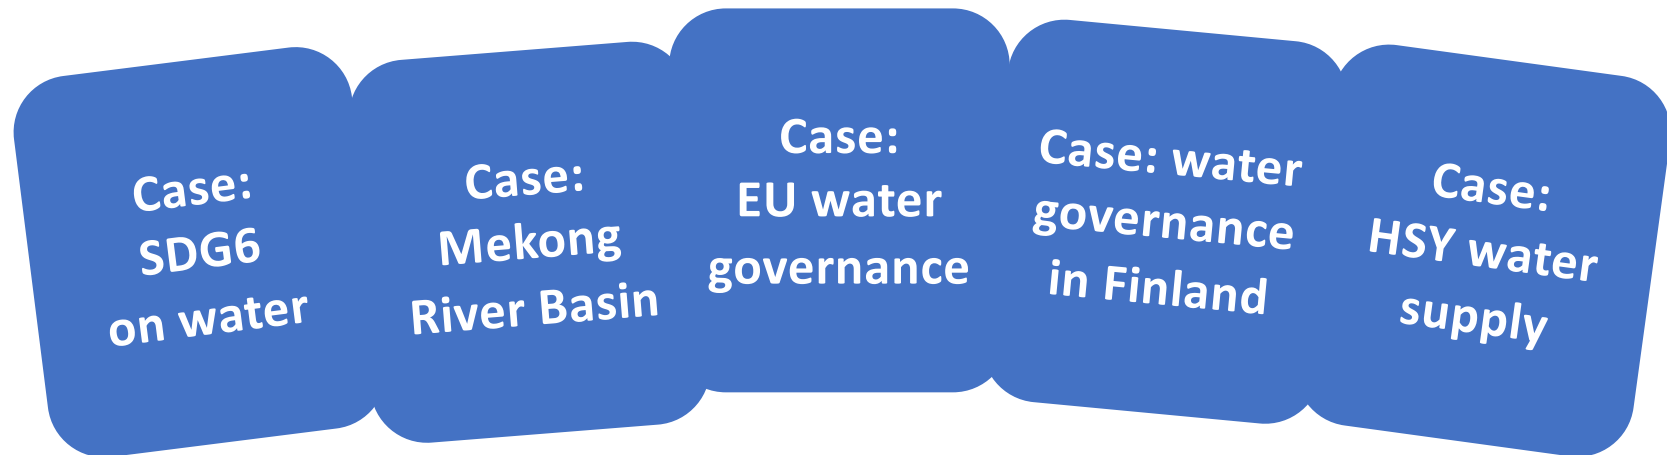 Case:
SDG6
on water
Case:
Mekong
River Basin
Case:
EU water
governance
Case: water
governance
in Finland
Case:
HSY water
supply